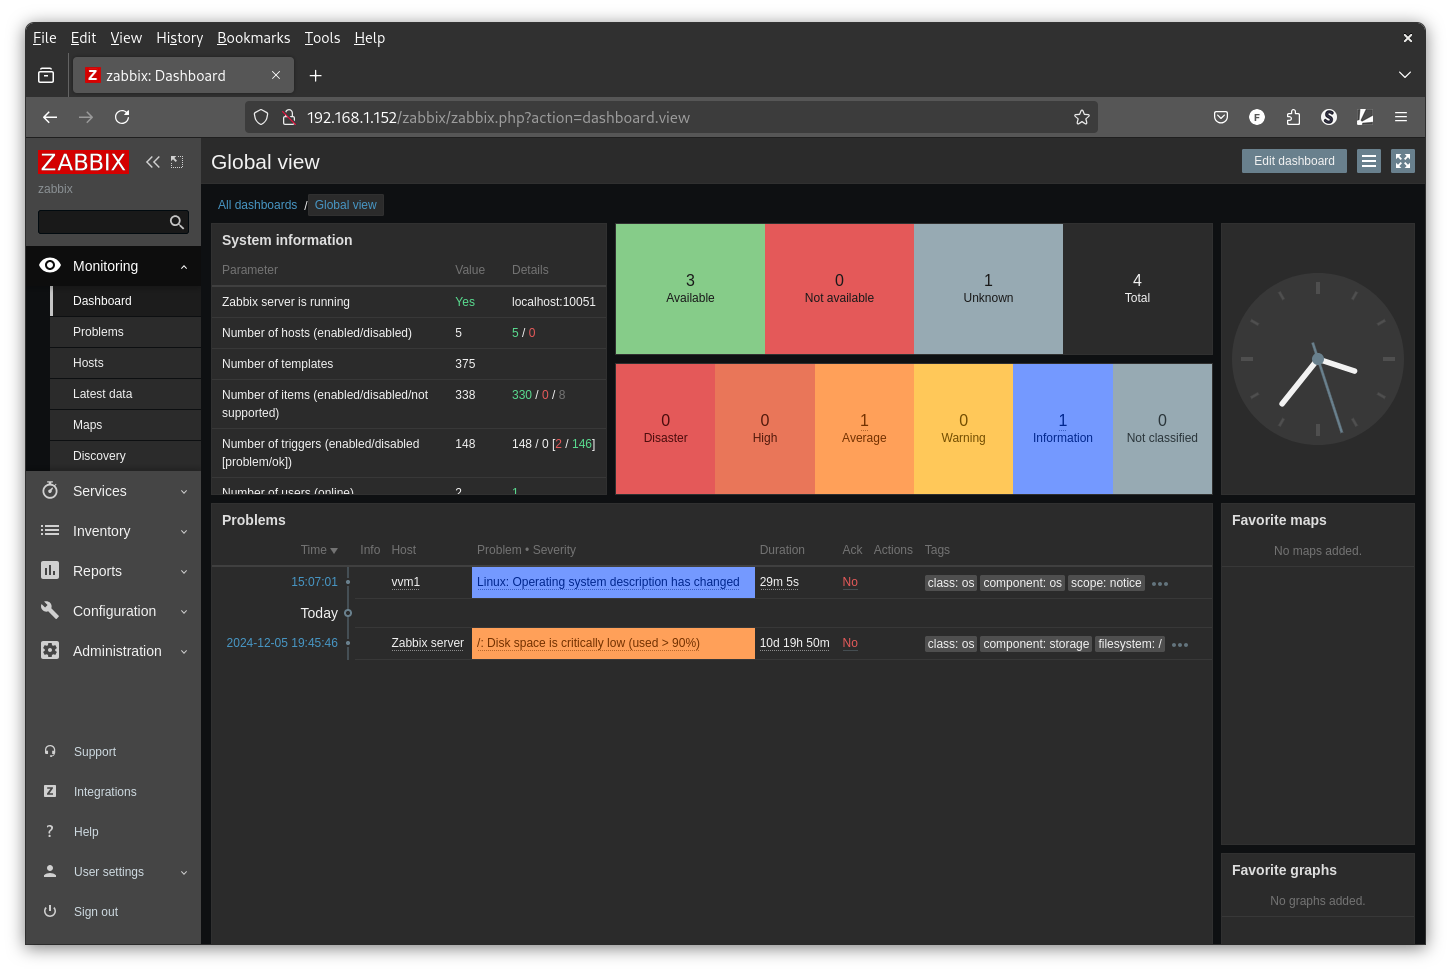 File Edit View History Bookmarks Tools Help
Z zabbix: Dashboard
192.168.1.152/zabbix/zabbix.php?action=dashboard.view
F
S
ZABBIX
zabbix
Monitoring
Dashboard
Problems
Hosts
Latest data
Maps
Discovery
Services
Inventory
Reports
Configuration
Administration
Support
Z Integrations
? Help
User settings
Sign out
Global view
Edit dashboard
All dashboards / Global view
System information
Parameter Value Details
Zabbix server is running Yes localhost:10051
Number of hosts (enabled/disabled) 5 5 / 0
Number of templates 375
Number of items (enabled/disabled/not supported) 338 330 / 0 / 8
Number of triggers (enabled/disabled [problem/ok]) 148 148 / 0 [2 / 146]
Number of users (online) 2 1
3 Available
0 Not available
1 Unknown
4 Total
0 Disaster
0 High
1 Average
0 Warning
1 Information
0 Not classified
Problems
Time Info Host Problem • Severity Duration Ack Actions Tags
15:07:01 vvm1 Linux: Operating system description has changed 29m 5s No class: os component: os scope: notice
Today
2024-12-05 19:45:46 Zabbix server /: Disk space is critically low (used > 90%) 10d 19h 50m No class: os component: storage filesystem: /
Favorite maps
No maps added.
Favorite graphs
No graphs added.